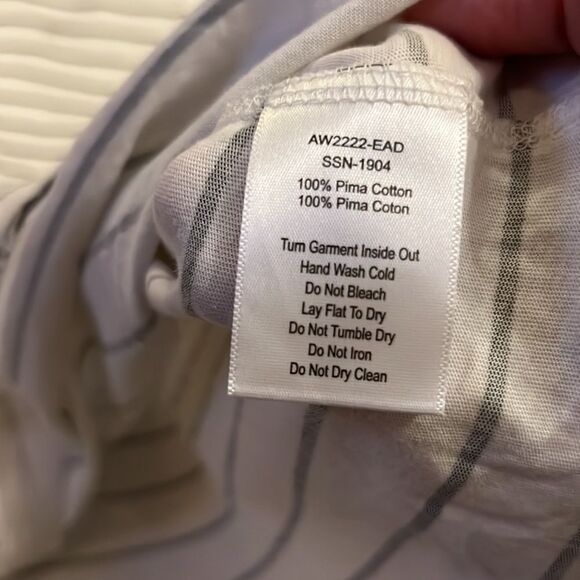 AW2222-EAD
SSN-1904
100% Pima Cotton
100% Pima Coton
Turn Garment Inside Out
Hand Wash Cold
Do Not Bleach
Lay Flat To Dry
Do Not Tumble Dry
Do Not Iron
Do Not Dry Clean